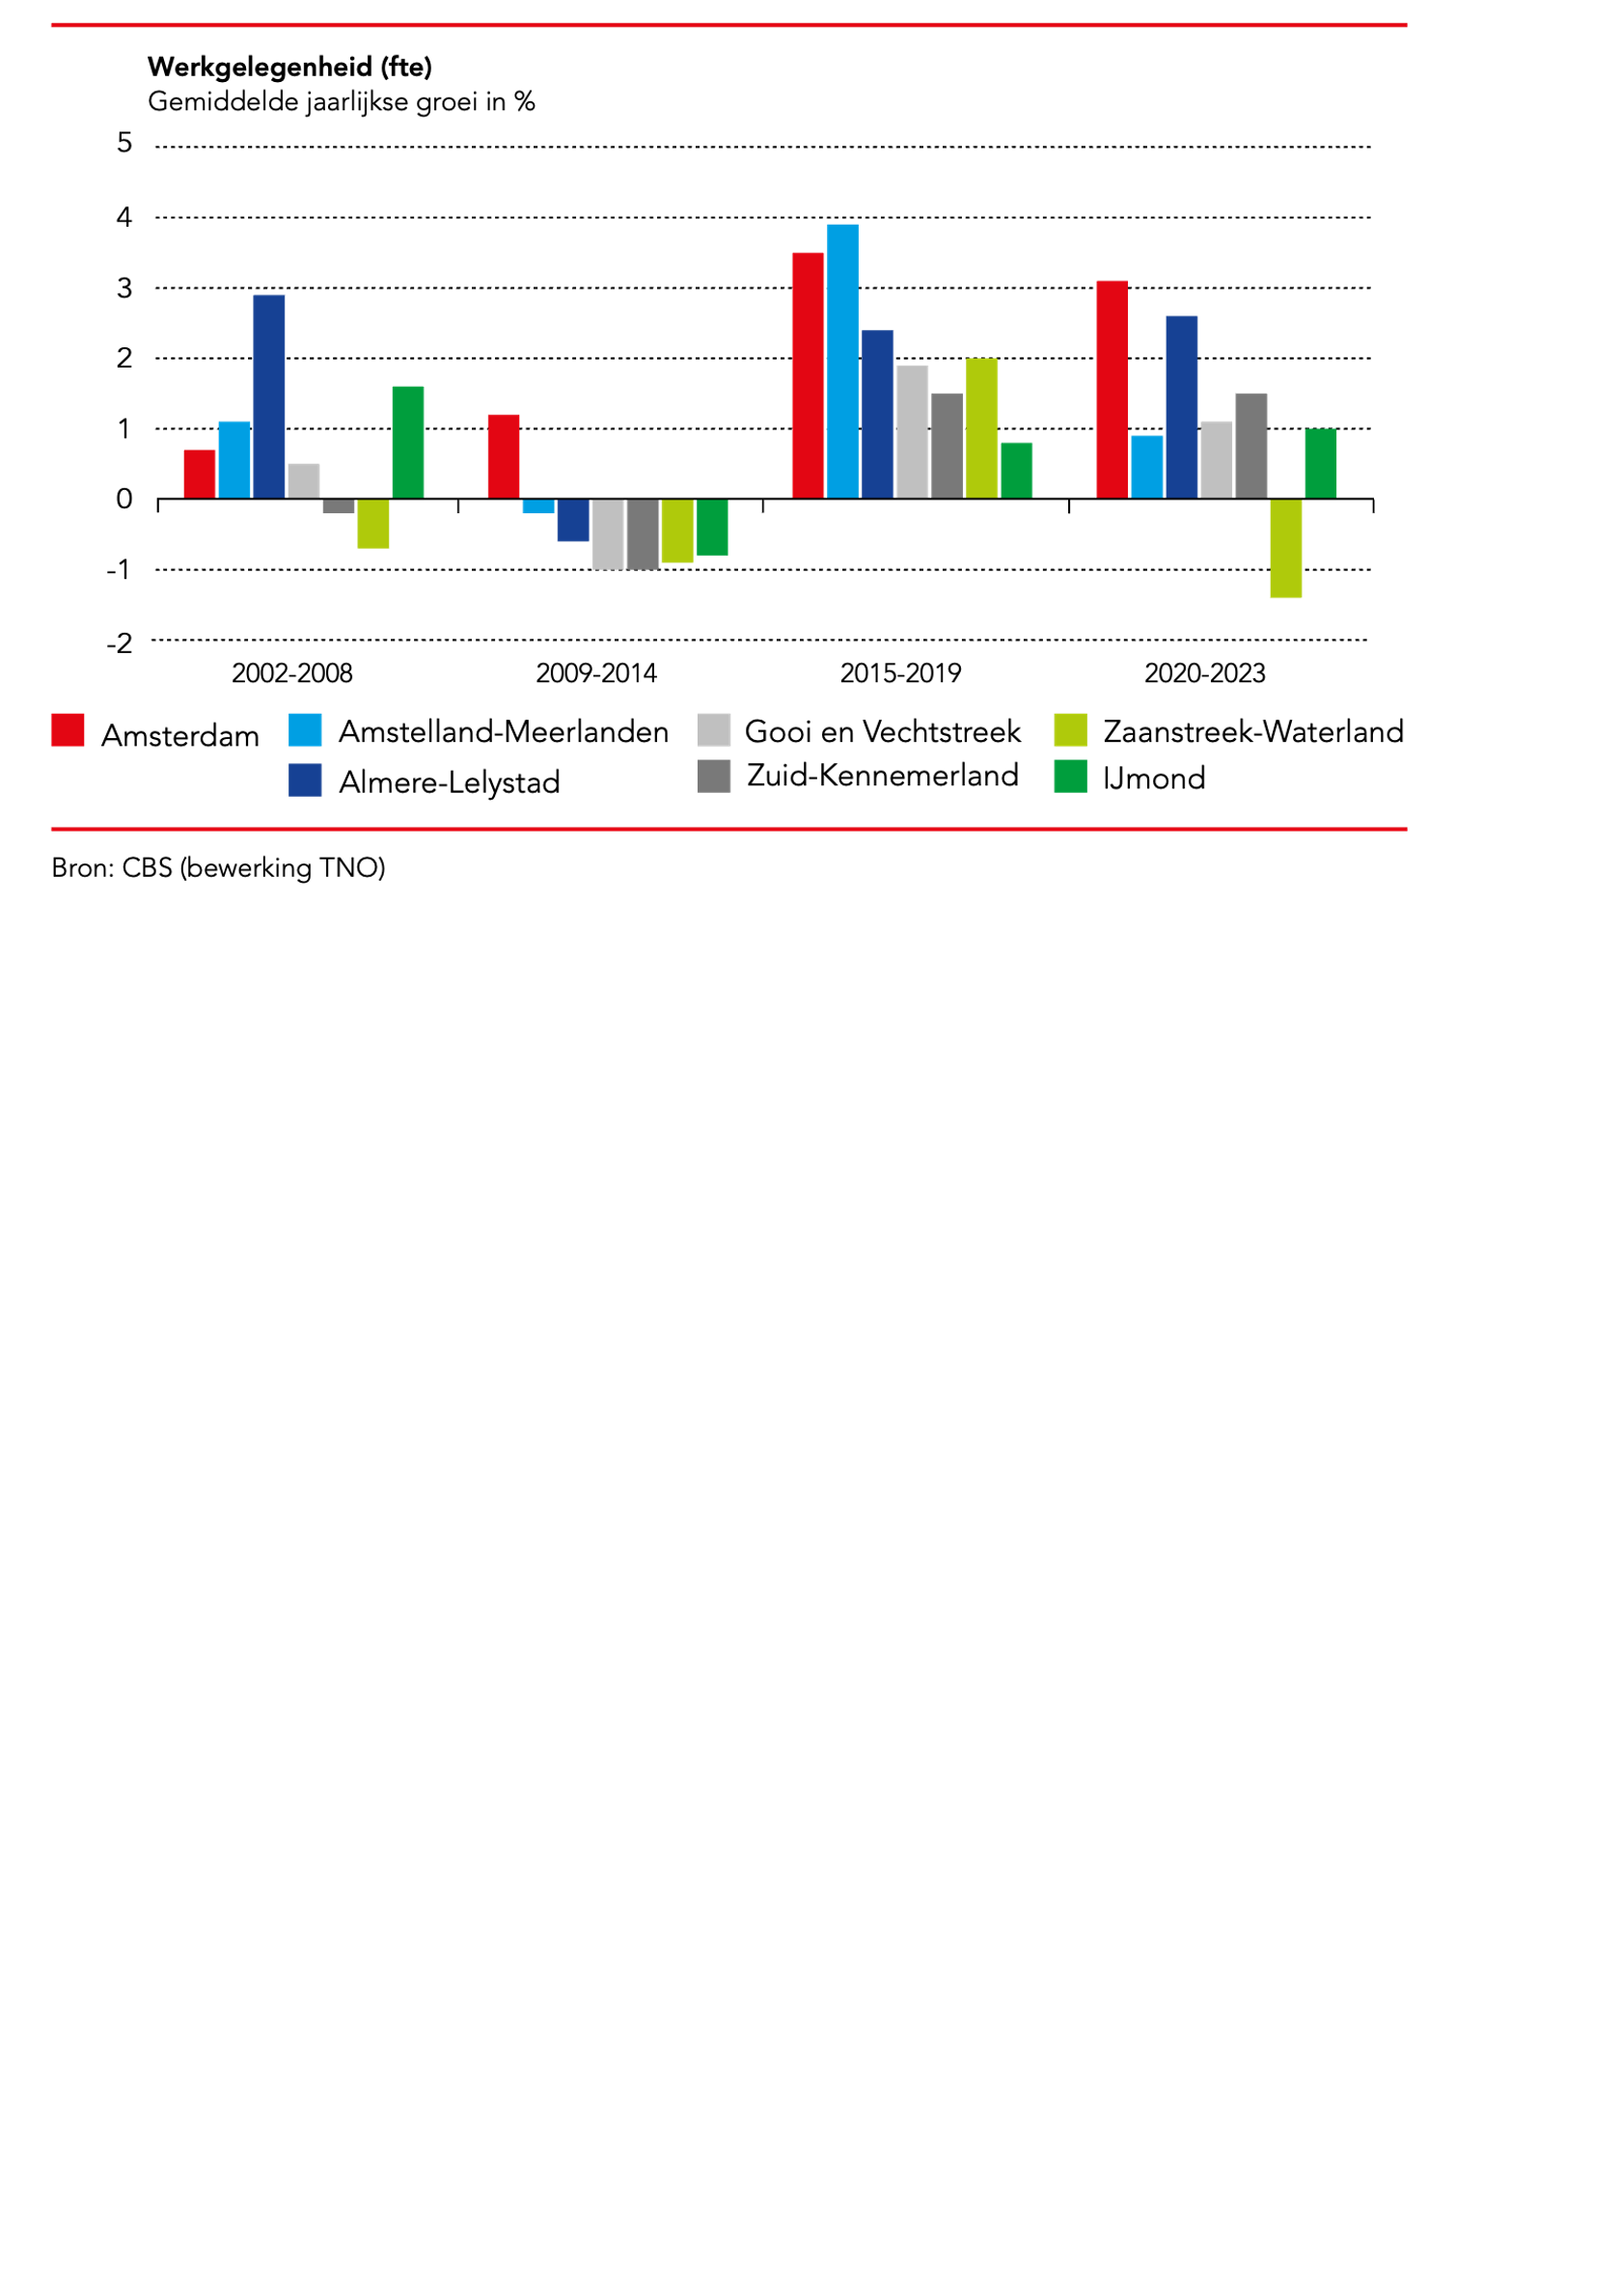 Werkgelegenheid (fte)
Gemiddelde jaarlijkse groei in %
5
4
3
2
1
0
-1
-2
2002-2008 2009-2014 2015-2019 2020-2023
Amsterdam Amstelland-Meerlanden Gooi en Vechtstreek Zaanstreek-Waterland
Almere-Lelystad Zuid-Kennemerland IJmond
Bron: CBS (bewerking TNO)